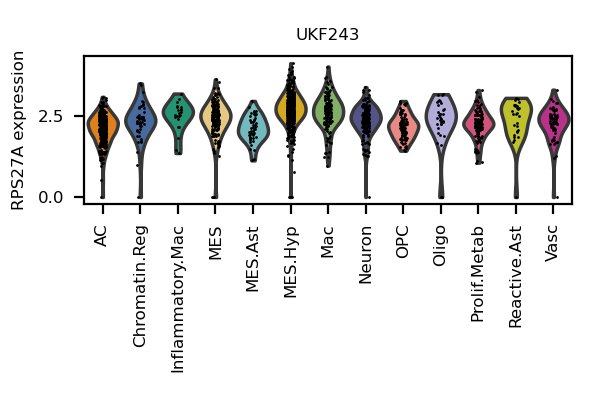 UKF243
RPS27A expression
2.5
0.0
AC
Chromatin.Reg
Inflammatory.Mac
MES
MES.Ast
MES.Hyp
Mac
Neuron
OPC
Oligo
Prolif.Metab
Reactive.Ast
Vasc